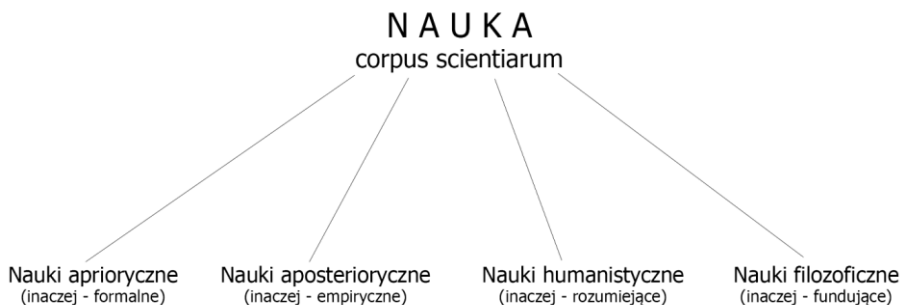 N A U K A
corpus scientiarum
Nauki aprioryczne
(inaczej - formalne)
Nauki aposterioryczne
(inaczej - empiryczne)
Nauki humanistyczne
(inaczej - rozumiejące)
Nauki filozoficzne
(inaczej - fundujące)